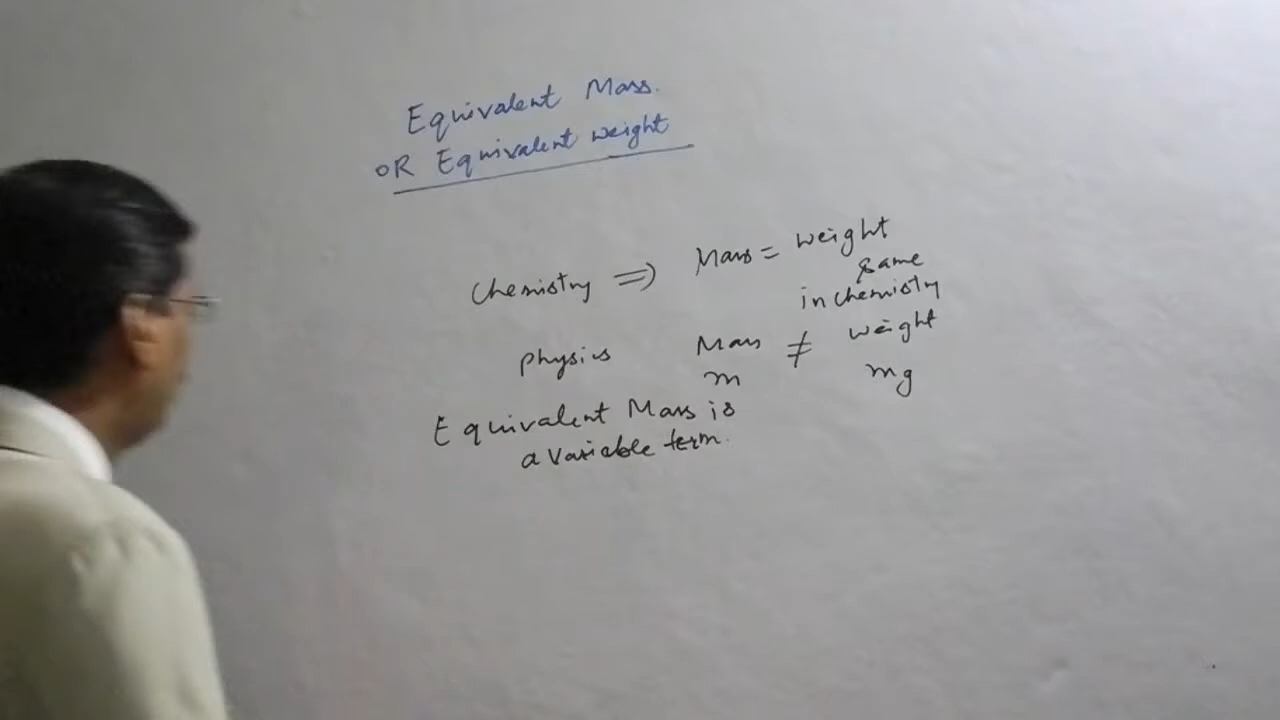 Equivalent Mass.
OR Equivalent weight
Chemistry ⇒ Mass = weight
same
in chemistry
physics Mass ≠ weight
m mg
Equivalent Mass is
a variable term.